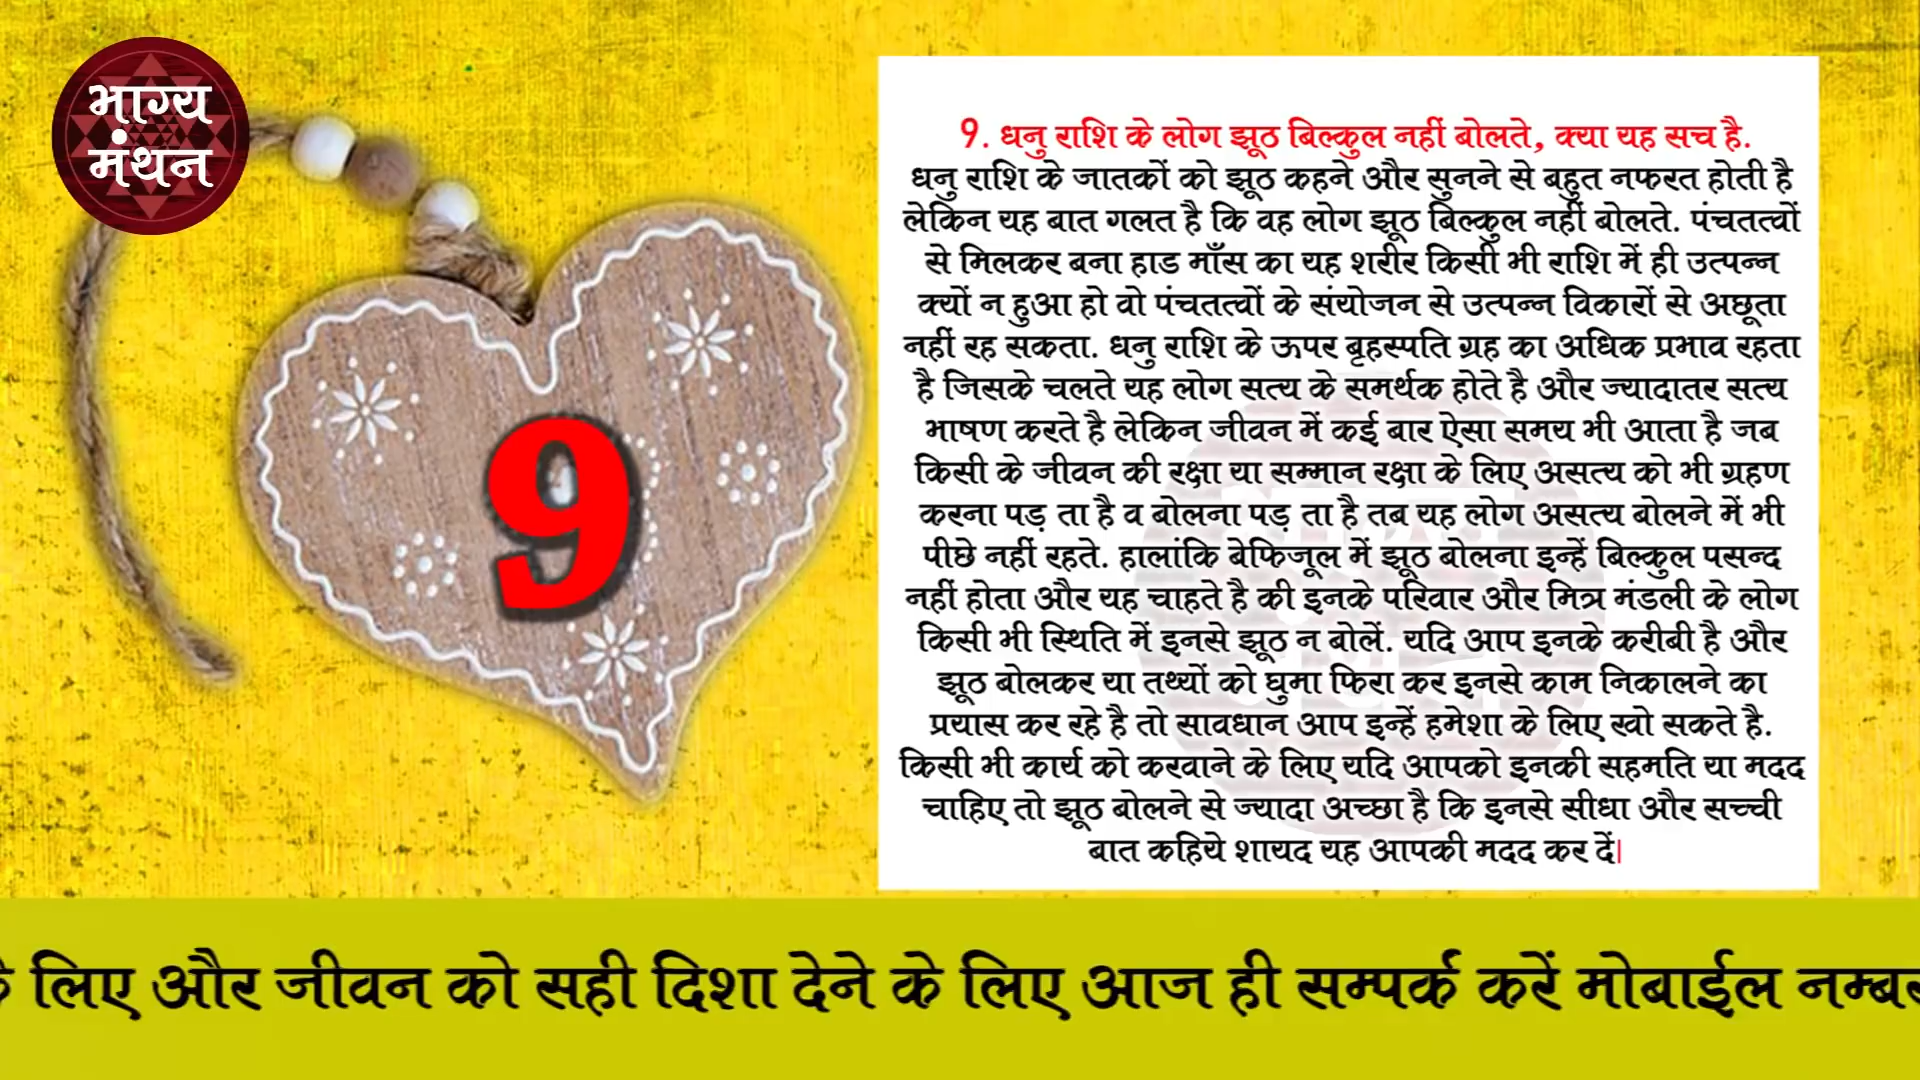 भाग्य
मंथन
9. धनु राशि के लोग झूठ बिल्कुल नहीं बोलते, क्या यह सच है.
धनु राशि के जातकों को झूठ कहने और सुनने से बहुत नफरत होती है
लेकिन यह बात गलत है कि वह लोग झूठ बिल्कुल नहीं बोलते. पंचतत्वों
से मिलकर बना हाड माँस का यह शरीर किसी भी राशि में ही उत्पन्न
क्यों न हुआ हो वो पंचतत्वों के संयोजन से उत्पन्न विकारों से अछूता
नहीं रह सकता. धनु राशि के ऊपर बृहस्पति ग्रह का अधिक प्रभाव रहता
है जिसके चलते यह लोग सत्य के समर्थक होते है और ज्यादातर सत्य
भाषण करते है लेकिन जीवन में कई बार ऐसा समय भी आता है जब
किसी के जीवन की रक्षा या सम्मान रक्षा के लिए असत्य को भी ग्रहण
करना पड़ ता है व बोलना पड़ ता है तब यह लोग असत्य बोलने में भी
पीछे नहीं रहते. हालांकि बेफिजूल में झूठ बोलना इन्हें बिल्कुल पसन्द
नहीं होता और यह चाहते है की इनके परिवार और मित्र मंडली के लोग
किसी भी स्थिति में इनसे झूठ न बोलें. यदि आप इनके करीबी है और
झूठ बोलकर या तथ्यों को घुमा फिरा कर इनसे काम निकालने का
प्रयास कर रहे है तो सावधान आप इन्हें हमेशा के लिए खो सकते है.
किसी भी कार्य को करवाने के लिए यदि आपको इनकी सहमति या मदद
चाहिए तो झूठ बोलने से ज्यादा अच्छा है कि इनसे सीधा और सच्ची
बात कहिये शायद यह आपकी मदद कर दें|
9
लिए और जीवन को सही दिशा देने के लिए आज ही सम्पर्क करें मोबाईल नम्बर